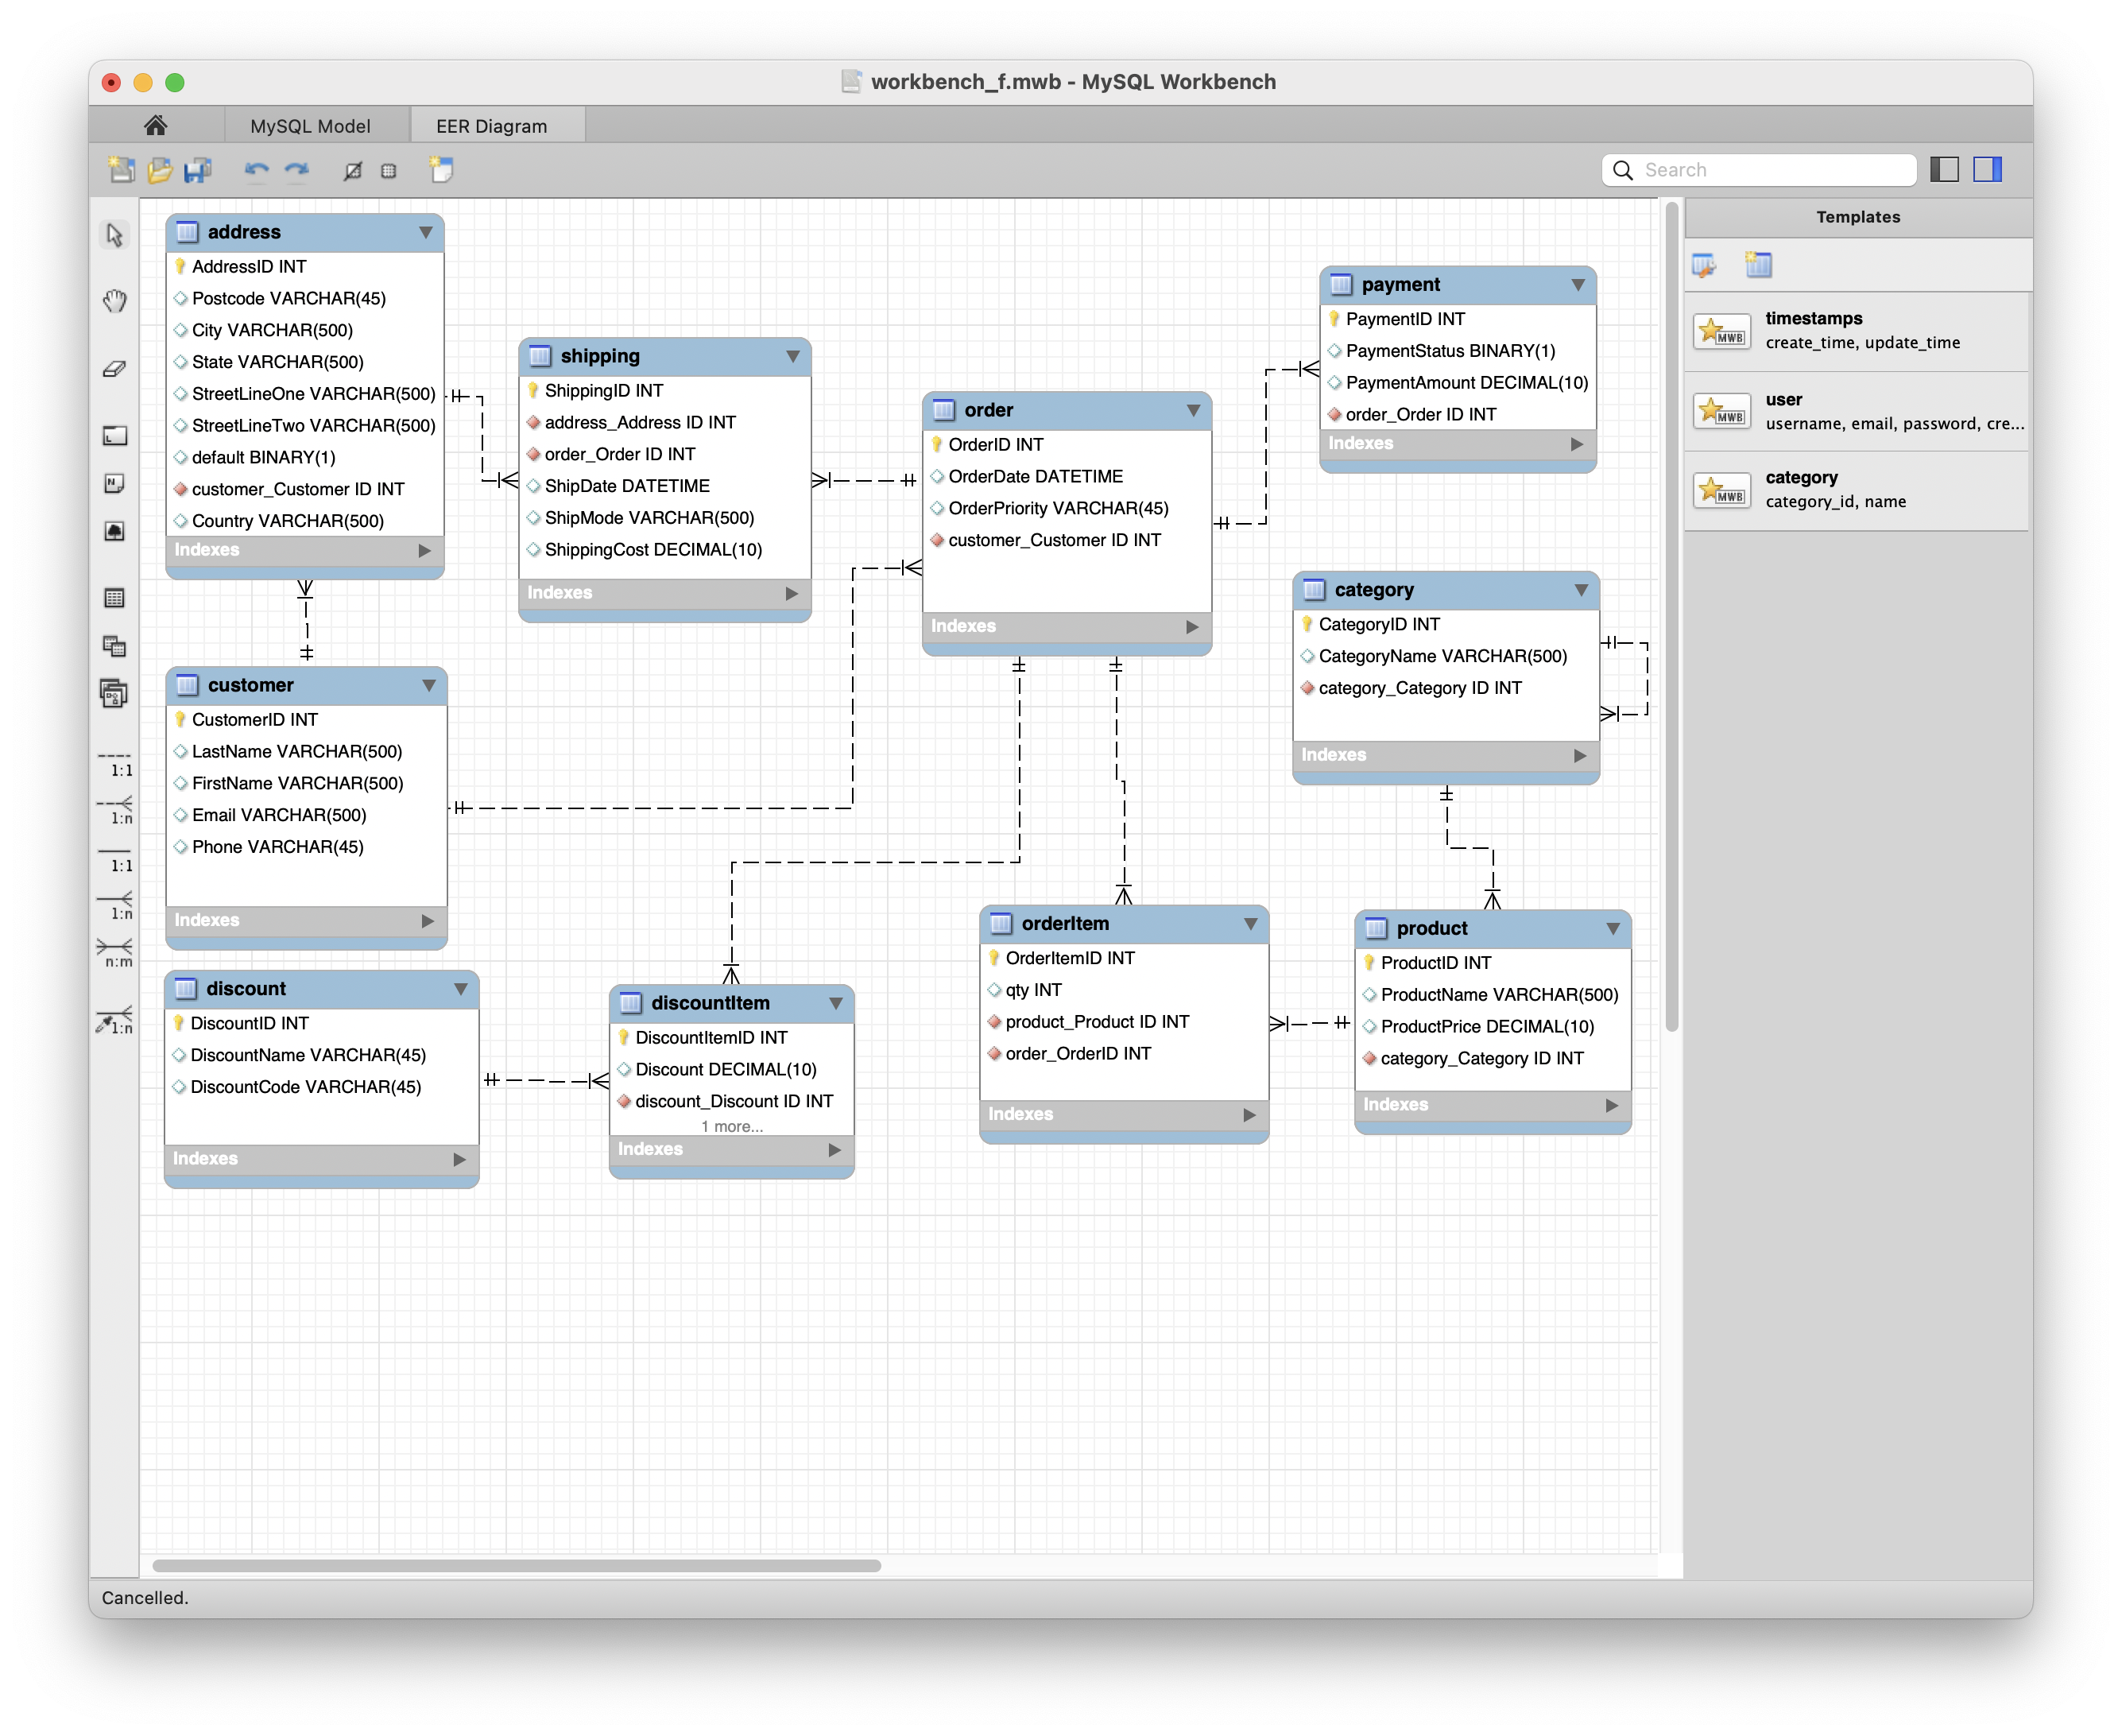 workbench_f.mwb - MySQL Workbench
MySQL Model
EER Diagram
Search
address
AddressID INT
Postcode VARCHAR(45)
City VARCHAR(500)
State VARCHAR(500)
StreetLineOne VARCHAR(500)
StreetLineTwo VARCHAR(500)
default BINARY(1)
customer_Customer ID INT
Country VARCHAR(500)
Indexes
shipping
ShippingID INT
address_Address ID INT
order_Order ID INT
ShipDate DATETIME
ShipMode VARCHAR(500)
ShippingCost DECIMAL(10)
Indexes
order
OrderID INT
OrderDate DATETIME
OrderPriority VARCHAR(45)
customer_Customer ID INT
Indexes
payment
PaymentID INT
PaymentStatus BINARY(1)
PaymentAmount DECIMAL(10)
order_Order ID INT
Indexes
category
CategoryID INT
CategoryName VARCHAR(500)
category_Category ID INT
Indexes
customer
CustomerID INT
LastName VARCHAR(500)
FirstName VARCHAR(500)
Email VARCHAR(500)
Phone VARCHAR(45)
Indexes
discount
DiscountID INT
DiscountName VARCHAR(45)
DiscountCode VARCHAR(45)
Indexes
discountItem
DiscountItemID INT
Discount DECIMAL(10)
discount_Discount ID INT
1 more...
Indexes
orderItem
OrderItemID INT
qty INT
product_Product ID INT
order_OrderID INT
Indexes
product
ProductID INT
ProductName VARCHAR(500)
ProductPrice DECIMAL(10)
category_Category ID INT
Indexes
1:1
1:n
1:1
1:n
n:m
1:n
Templates
MWB
timestamps
create_time, update_time
MWB
user
username, email, password, cre...
MWB
category
category_id, name
Cancelled.